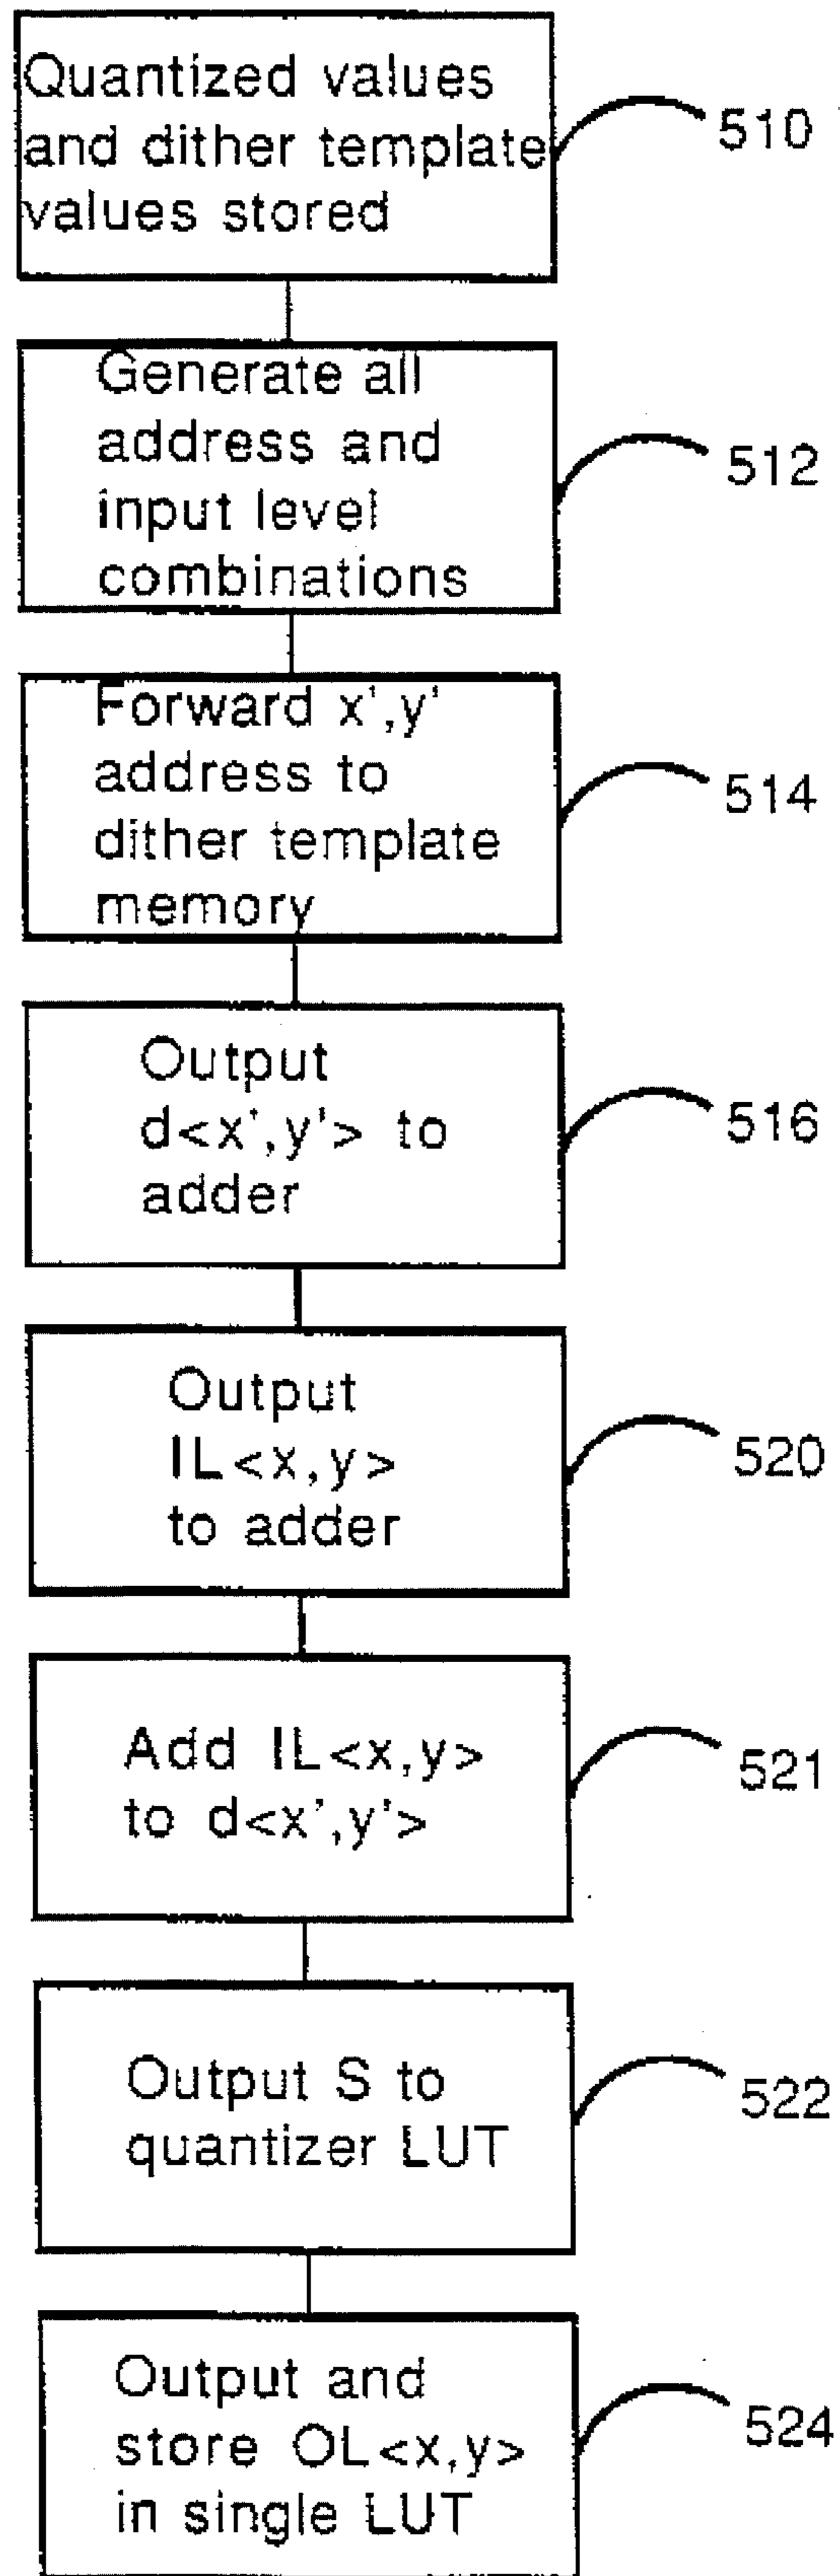 Quantized values
and dither template
values stored
510
Generate all
address and
input level
combinations
512
Forward x',y'
address to
dither template
memory
514
Output
d<x',y'> to
adder
516
Output
IL<x,y>
to adder
520
Add IL<x,y>
to d<x',y'>
521
Output S to
quantizer LUT
522
Output and
store OL<x,y>
in single LUT
524